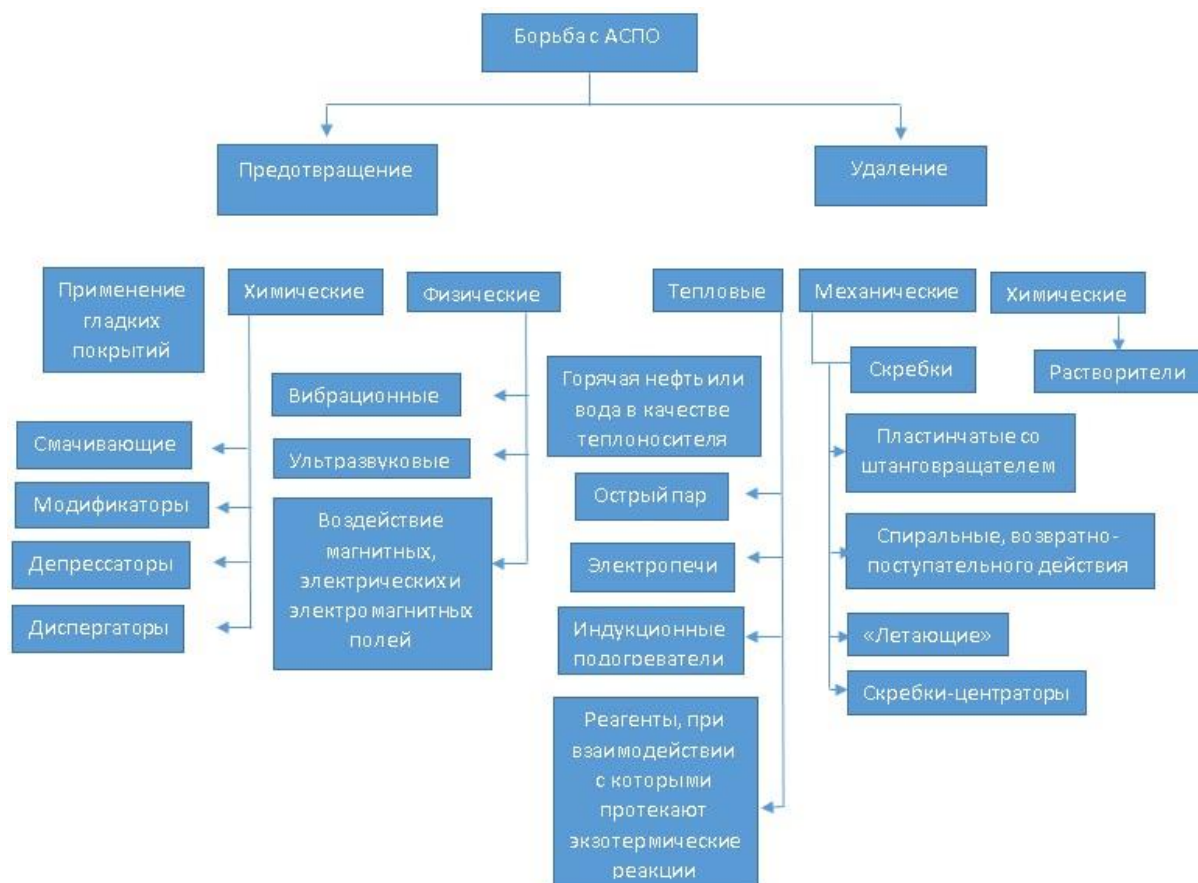 Борьба с АСПО
Предотвращение
Удаление
Применение
гладких
покрытий
Химические
Физические
Тепловые
Механические
Химические
Вибрационные
Ультразвуковые
Воздействие
магнитных,
электрических и
электромагнитных
полей
Смачивающие
Модификаторы
Депрессаторы
Диспергаторы
Горячая нефть или
вода в качестве
теплоносителя
Острый пар
Электропечи
Индукционные
подогреватели
Реагенты, при
взаимодействии
с которыми
протекают
экзотермические
реакции
Скребки
Пластинчатые со
штанговращателем
Спиральные, возвратно-
поступательного действия
«Летающие»
Скребки-центраторы
Растворители